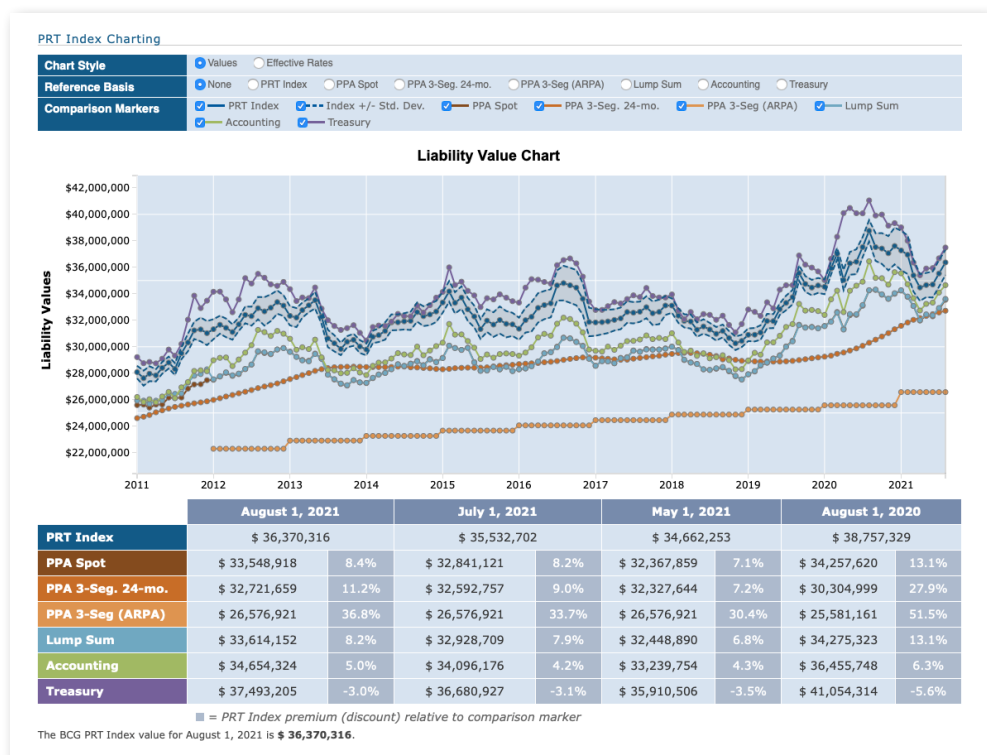 PRT Index Charting
Chart Style Values Effective Rates
Reference Basis None PRT Index PPA Spot PPA 3-Seg. 24-mo. PPA 3-Seg (ARPA) Lump Sum Accounting Treasury
Comparison Markers PRT Index Index +/- Std. Dev. PPA Spot PPA 3-Seg. 24-mo. PPA 3-Seg (ARPA) Lump Sum
Accounting Treasury
Liability Value Chart
Liability Values
$42,000,000
$40,000,000
$38,000,000
$36,000,000
$34,000,000
$32,000,000
$30,000,000
$28,000,000
$26,000,000
$24,000,000
$22,000,000
2011 2012 2013 2014 2015 2016 2017 2018 2019 2020 2021
August 1, 2021 July 1, 2021 May 1, 2021 August 1, 2020
PRT Index $ 36,370,316 $ 35,532,702 $ 34,662,253 $ 38,757,329
PPA Spot $ 33,548,918 8.4% $ 32,841,121 8.2% $ 32,367,859 7.1% $ 34,257,620 13.1%
PPA 3-Seg. 24-mo. $ 32,721,659 11.2% $ 32,592,757 9.0% $ 32,327,644 7.2% $ 30,304,999 27.9%
PPA 3-Seg (ARPA) $ 26,576,921 36.8% $ 26,576,921 33.7% $ 26,576,921 30.4% $ 25,581,161 51.5%
Lump Sum $ 33,614,152 8.2% $ 32,928,709 7.9% $ 32,448,890 6.8% $ 34,275,323 13.1%
Accounting $ 34,654,324 5.0% $ 34,096,176 4.2% $ 33,239,754 4.3% $ 36,455,748 6.3%
Treasury $ 37,493,205 -3.0% $ 36,680,927 -3.1% $ 35,910,506 -3.5% $ 41,054,314 -5.6%
= PRT Index premium (discount) relative to comparison marker
The BCG PRT Index value for August 1, 2021 is $ 36,370,316.